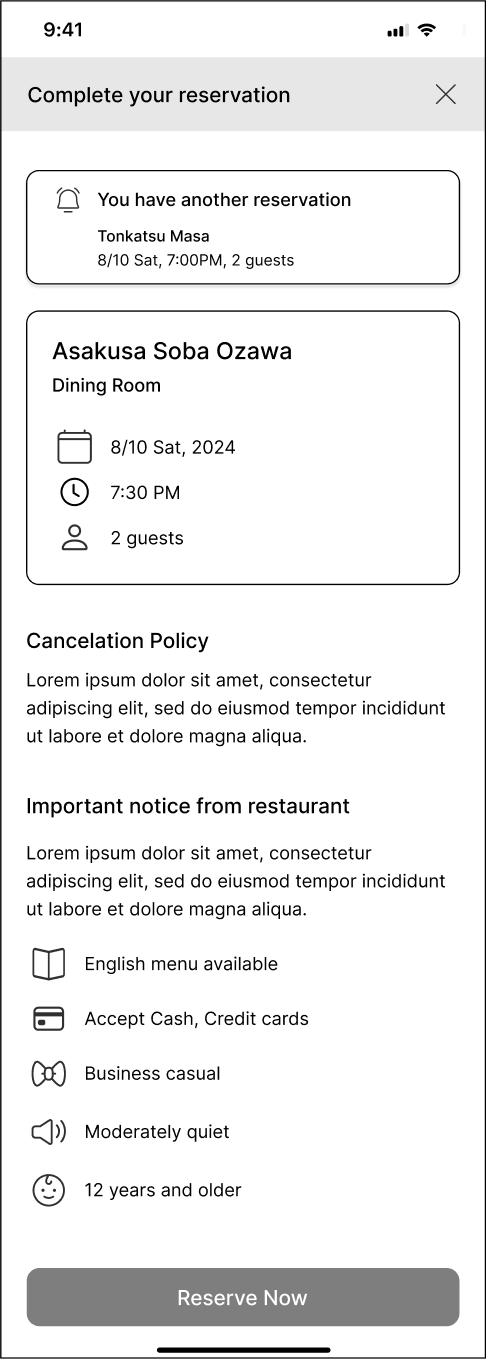 9:41
Complete your reservation
You have another reservation
Tonkatsu Masa
8/10 Sat, 7:00PM, 2 guests
Asakusa Soba Ozawa
Dining Room
8/10 Sat, 2024
7:30 PM
2 guests
Cancelation Policy
Lorem ipsum dolor sit amet, consectetur
adipiscing elit, sed do eiusmod tempor incididunt
ut labore et dolore magna aliqua.
Important notice from restaurant
Lorem ipsum dolor sit amet, consectetur
adipiscing elit, sed do eiusmod tempor incididunt
ut labore et dolore magna aliqua.
English menu available
Accept Cash, Credit cards
Business casual
Moderately quiet
12 years and older
Reserve Now